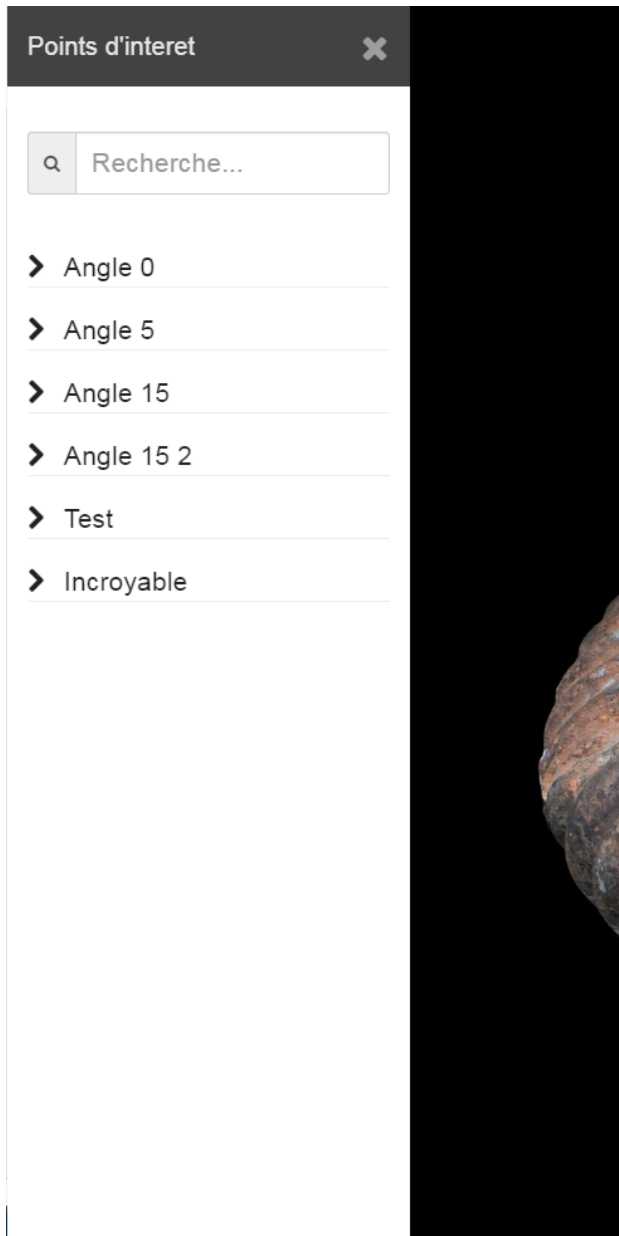 Points d'interet
Recherche...
Angle 0
Angle 5
Angle 15
Angle 15 2
Test
Incroyable